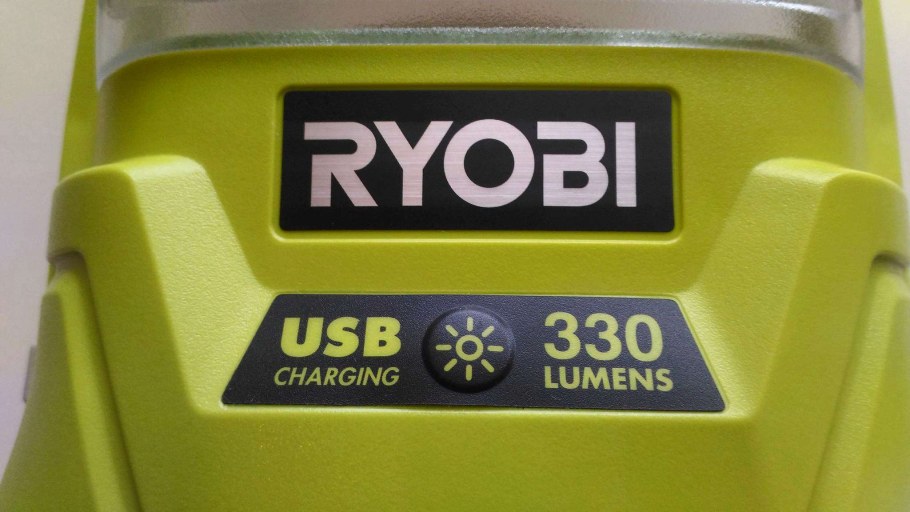 RYOBI
USB
CHARGING
330
LUMENS